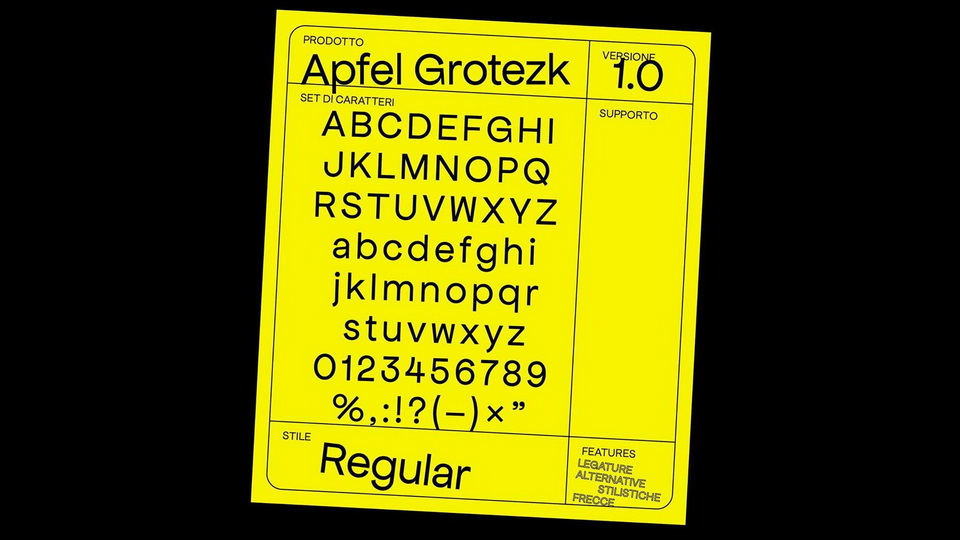 PRODOTTO
Apfel Grotezk
VERSIONE
1.0
SET DI CARATTERI
ABCDEFGHI
JKLMNOPQ
RSTUVWXYZ
abcdefghi
jklmnopqr
stuvwxyz
0123456789
%,:!?(–)×”
SUPPORTO
STILE
Regular
FEATURES
LEGATURE
ALTERNATIVE
STILISTICHE
FRECCE